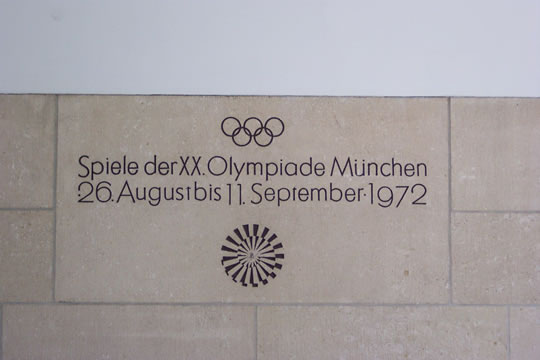 Spiele der XX. Olympiade München
26. August bis 11. September 1972